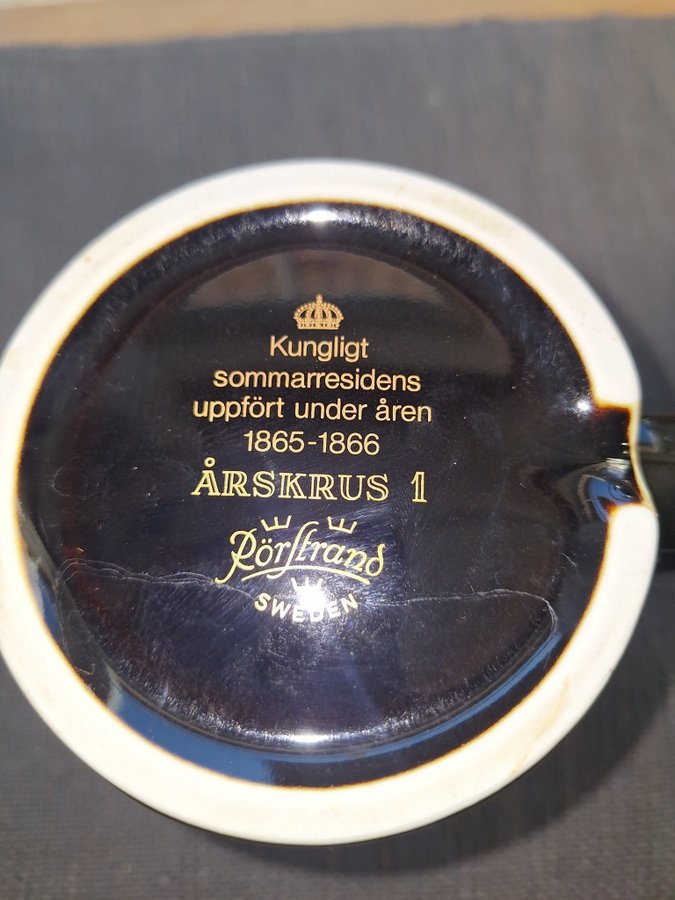 Kungligt
sommarresidens
uppfört under åren
1865-1866
ÅRSKRUS 1
Rörstrand
SWEDEN